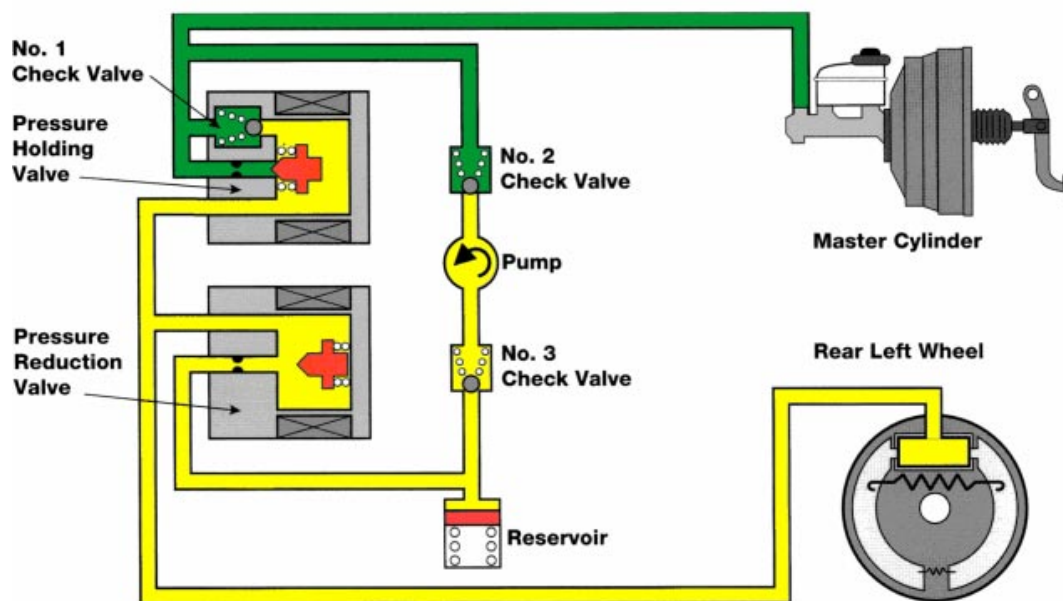 No. 1
Check Valve
Pressure
Holding
Valve
No. 2
Check Valve
Master Cylinder
Pump
Pressure
Reduction
Valve
No. 3
Check Valve
Rear Left Wheel
Reservoir